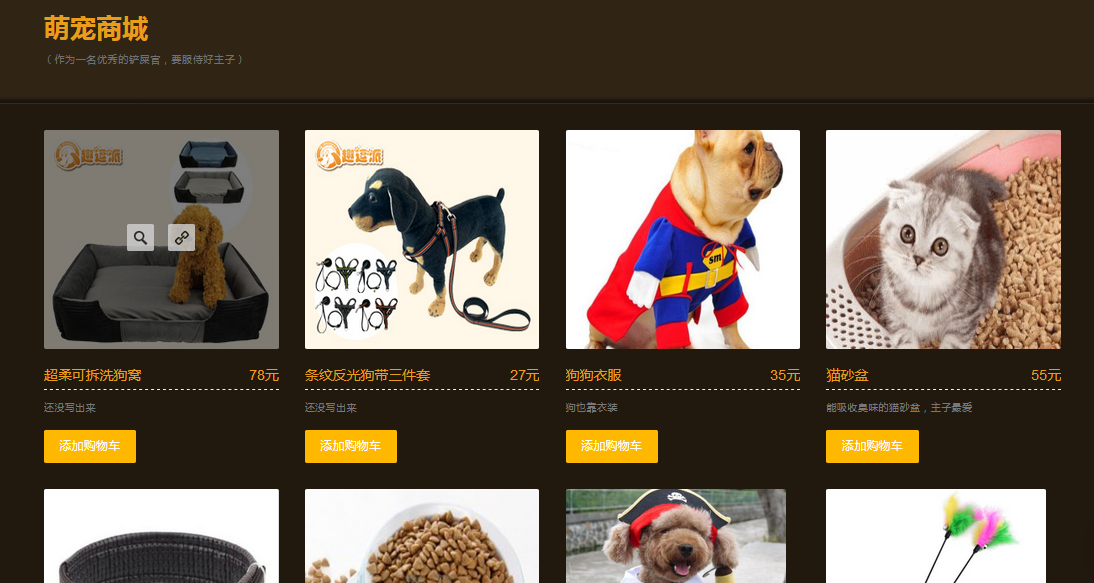 萌宠商城
（作为一名优秀的铲屎官，要服侍好主子）
趣逗派
趣逗派
sm
超柔可拆洗狗窝 78元
条纹反光狗带三件套 27元
狗狗衣服 35元
猫砂盆 55元
还没写出来
还没写出来
狗也靠衣装
能吸收臭味的猫砂盆，主子最爱
添加购物车
添加购物车
添加购物车
添加购物车